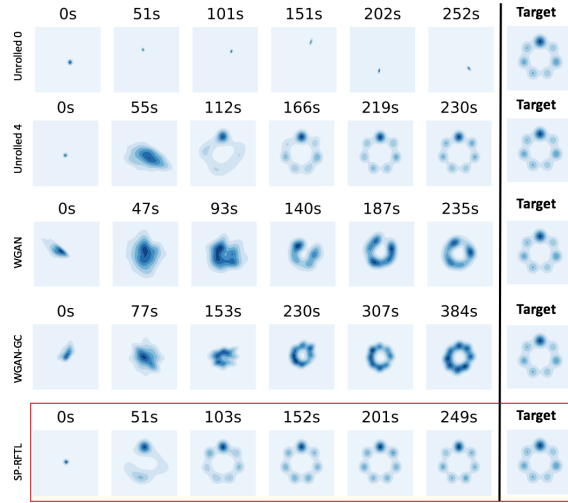 0s 51s 101s 151s 202s 252s Target
Unrolled 0
0s 55s 112s 166s 219s 230s Target
Unrolled 4
0s 47s 93s 140s 187s 235s Target
WGAN
0s 77s 153s 230s 307s 384s Target
WGAN-GC
0s 51s 103s 152s 201s 249s Target
SP-RFTL